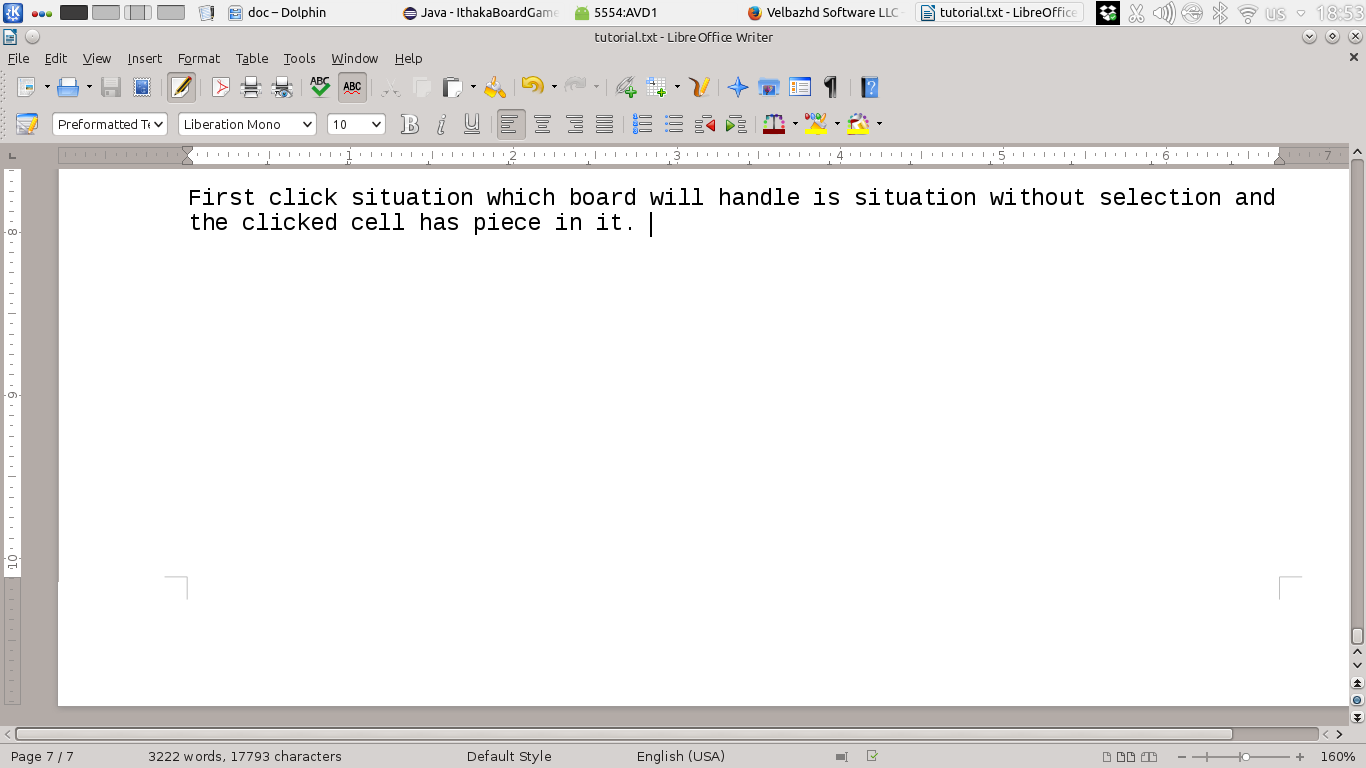 doc – Dolphin Java - IthakaBoardGame 5554:AVD1 Velbazhd Software LLC tutorial.txt - LibreOffice us 18:53
tutorial.txt - LibreOffice Writer
File Edit View Insert Format Table Tools Window Help
ABC ABC
Preformatted Te Liberation Mono 10 B i U
1 2 3 4 5 6 7
First click situation which board will handle is situation without selection and
the clicked cell has piece in it.
8
9
10
Page 7 / 7 3222 words, 17793 characters Default Style English (USA) 160%